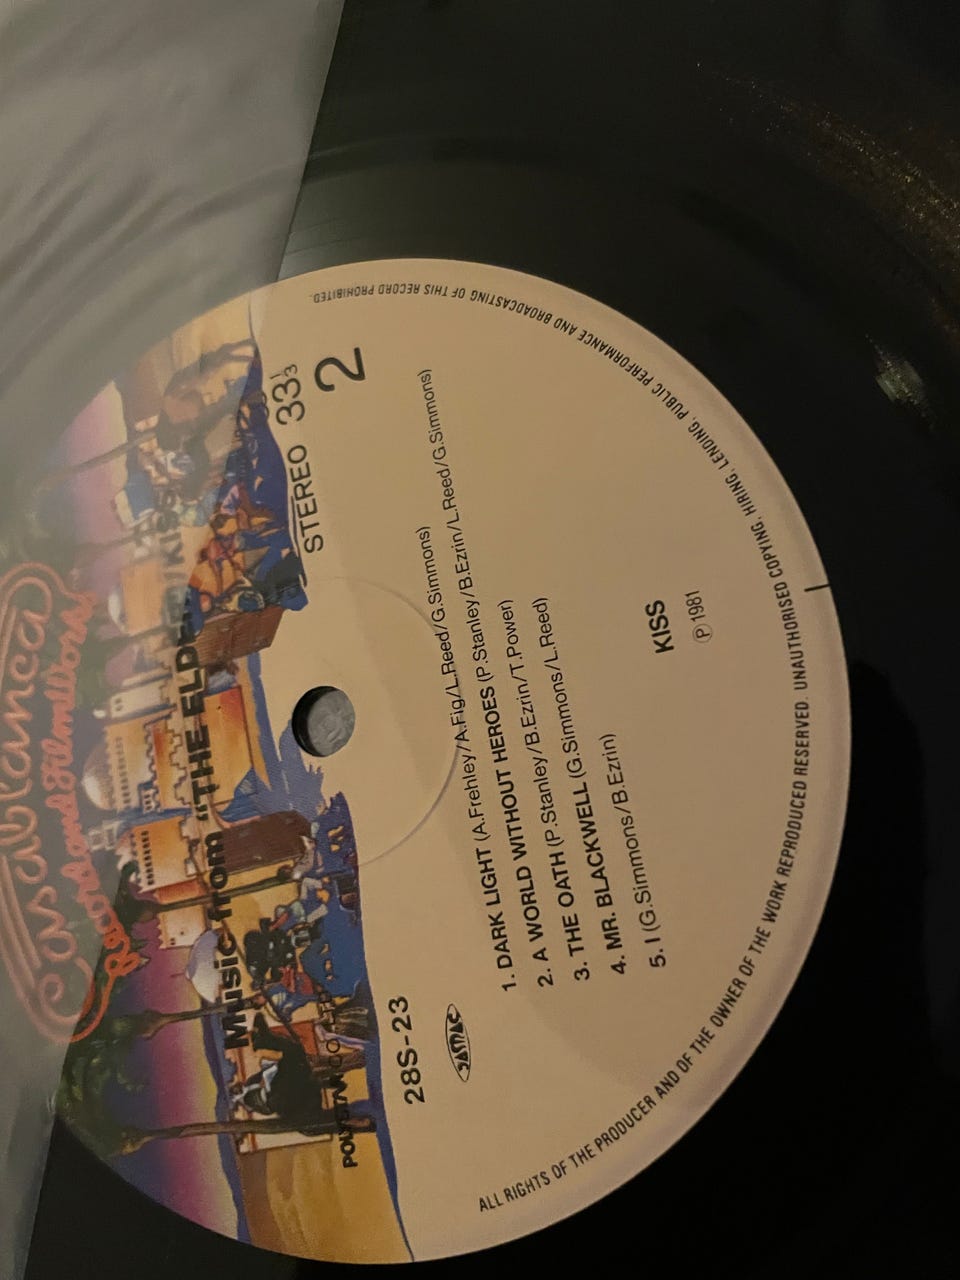 Casablanca
Record and FilmWorks
Music from "THE ELDER"/KISS
STEREO 33⅓
2
28S-23
JASRAC
1. DARK LIGHT (A.Frehley/A.Fig/L.Reed/G.Simmons)
2. A WORLD WITHOUT HEROES (P.Stanley/B.Ezrin/L.Reed/G.Simmons)
3. THE OATH (P.Stanley/B.Ezrin/T.Power)
4. MR. BLACKWELL (G.Simmons/L.Reed)
5. I (G.Simmons/B.Ezrin)
KISS
℗ 1981
ALL RIGHTS OF THE PRODUCER AND OF THE OWNER OF THE WORK REPRODUCED RESERVED. UNAUTHORISED COPYING, HIRING, LENDING, PUBLIC PERFORMANCE AND BROADCASTING OF THIS RECORD PROHIBITED.